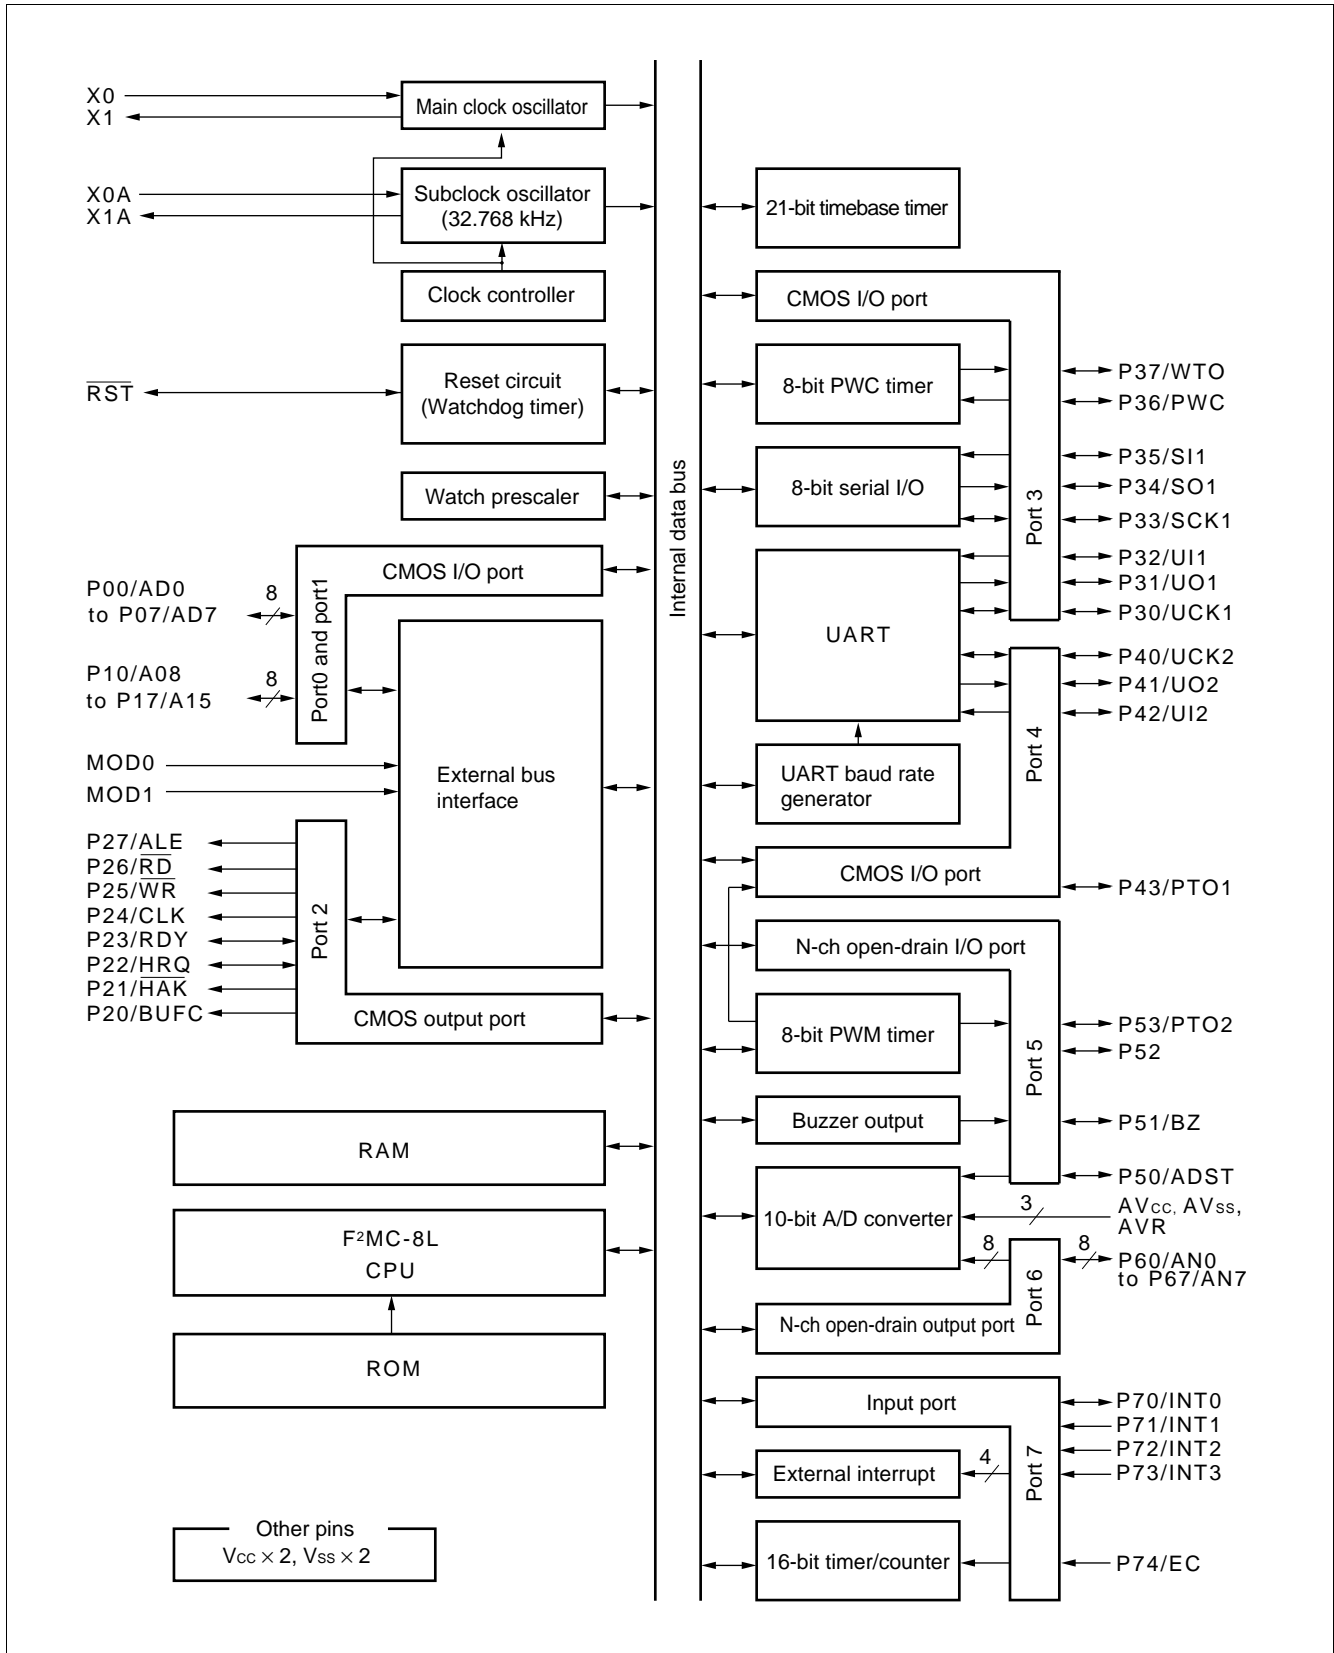 X0
X1
Main clock oscillator
X0A
X1A
Subclock oscillator
(32.768 kHz)
Clock controller
RST
Reset circuit
(Watchdog timer)
Watch prescaler
P00/AD0
to P07/AD7
8
P10/A08
to P17/A15
8
Port0 and port1
CMOS I/O port
MOD0
MOD1
External bus
interface
P27/ALE
P26/RD
P25/WR
P24/CLK
P23/RDY
P22/HRQ
P21/HAK
P20/BUFC
Port 2
CMOS output port
RAM
F²MC-8L
CPU
ROM
Other pins
Vcc × 2, Vss × 2
Internal data bus
21-bit timebase timer
CMOS I/O port
8-bit PWC timer
8-bit serial I/O
Port 3
P37/WTO
P36/PWC
P35/SI1
P34/SO1
P33/SCK1
P32/UI1
P31/UO1
P30/UCK1
UART
UART baud rate
generator
Port 4
P40/UCK2
P41/UO2
P42/UI2
CMOS I/O port
P43/PTO1
N-ch open-drain I/O port
8-bit PWM timer
Port 5
P53/PTO2
P52
Buzzer output
P51/BZ
P50/ADST
10-bit A/D converter
3
AVcc, AVss,
AVR
8
8
P60/AN0
to P67/AN7
Port 6
N-ch open-drain output port
Input port
Port 7
P70/INT0
P71/INT1
P72/INT2
P73/INT3
External interrupt
4
16-bit timer/counter
P74/EC